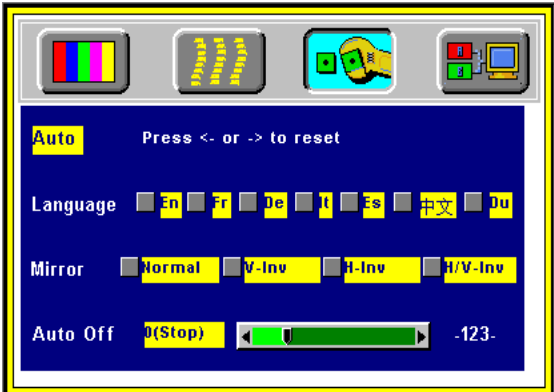 Auto Press <- or -> to reset
Language En Fr De It Es 中文 Du
Mirror Normal V-Inv H-Inv H/V-Inv
Auto Off 0(Stop) -123-